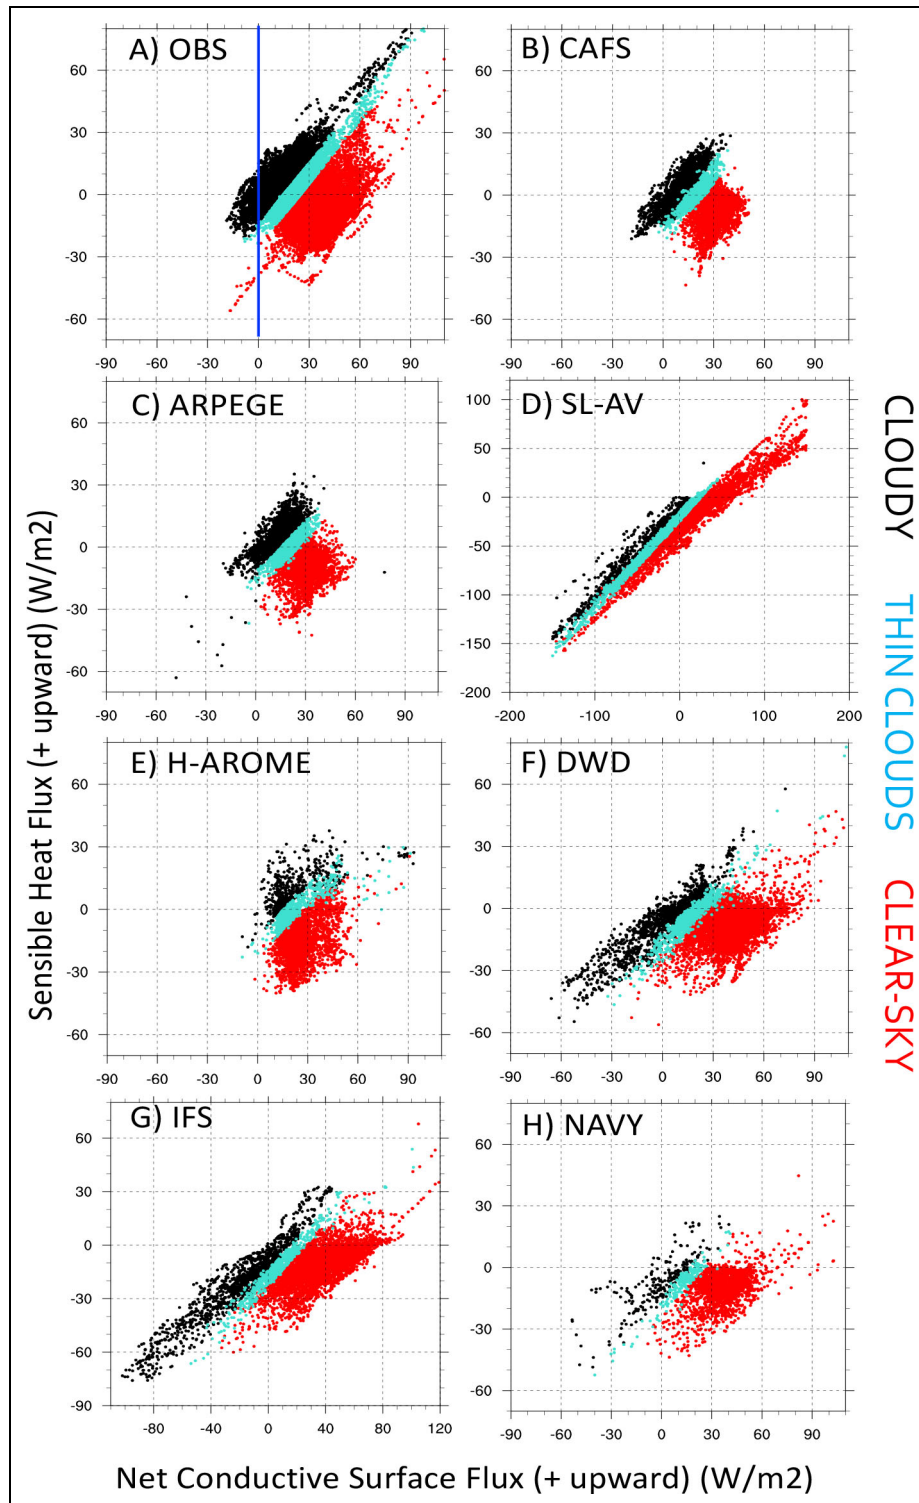 A) OBS
B) CAFS
60
30
0
-30
-60
-90 -60 -30 0 30 60 90
60
30
0
-30
-60
-90 -60 -30 0 30 60 90
C) ARPEGE
D) SL-AV
60
30
0
-30
-60
-90 -60 -30 0 30 60 90
100
50
0
-50
-100
-150
-200
-200 -100 0 100 200
E) H-AROME
F) DWD
60
30
0
-30
-60
-90 -60 -30 0 30 60 90
60
30
0
-30
-60
-90 -60 -30 0 30 60 90
G) IFS
H) NAVY
60
30
0
-30
-60
-90
-80 -40 0 40 80 120
60
30
0
-30
-60
-90 -60 -30 0 30 60 90
Sensible Heat Flux (+ upward) (W/m2)
Net Conductive Surface Flux (+ upward) (W/m2)
CLOUDY
THIN CLOUDS
CLEAR-SKY